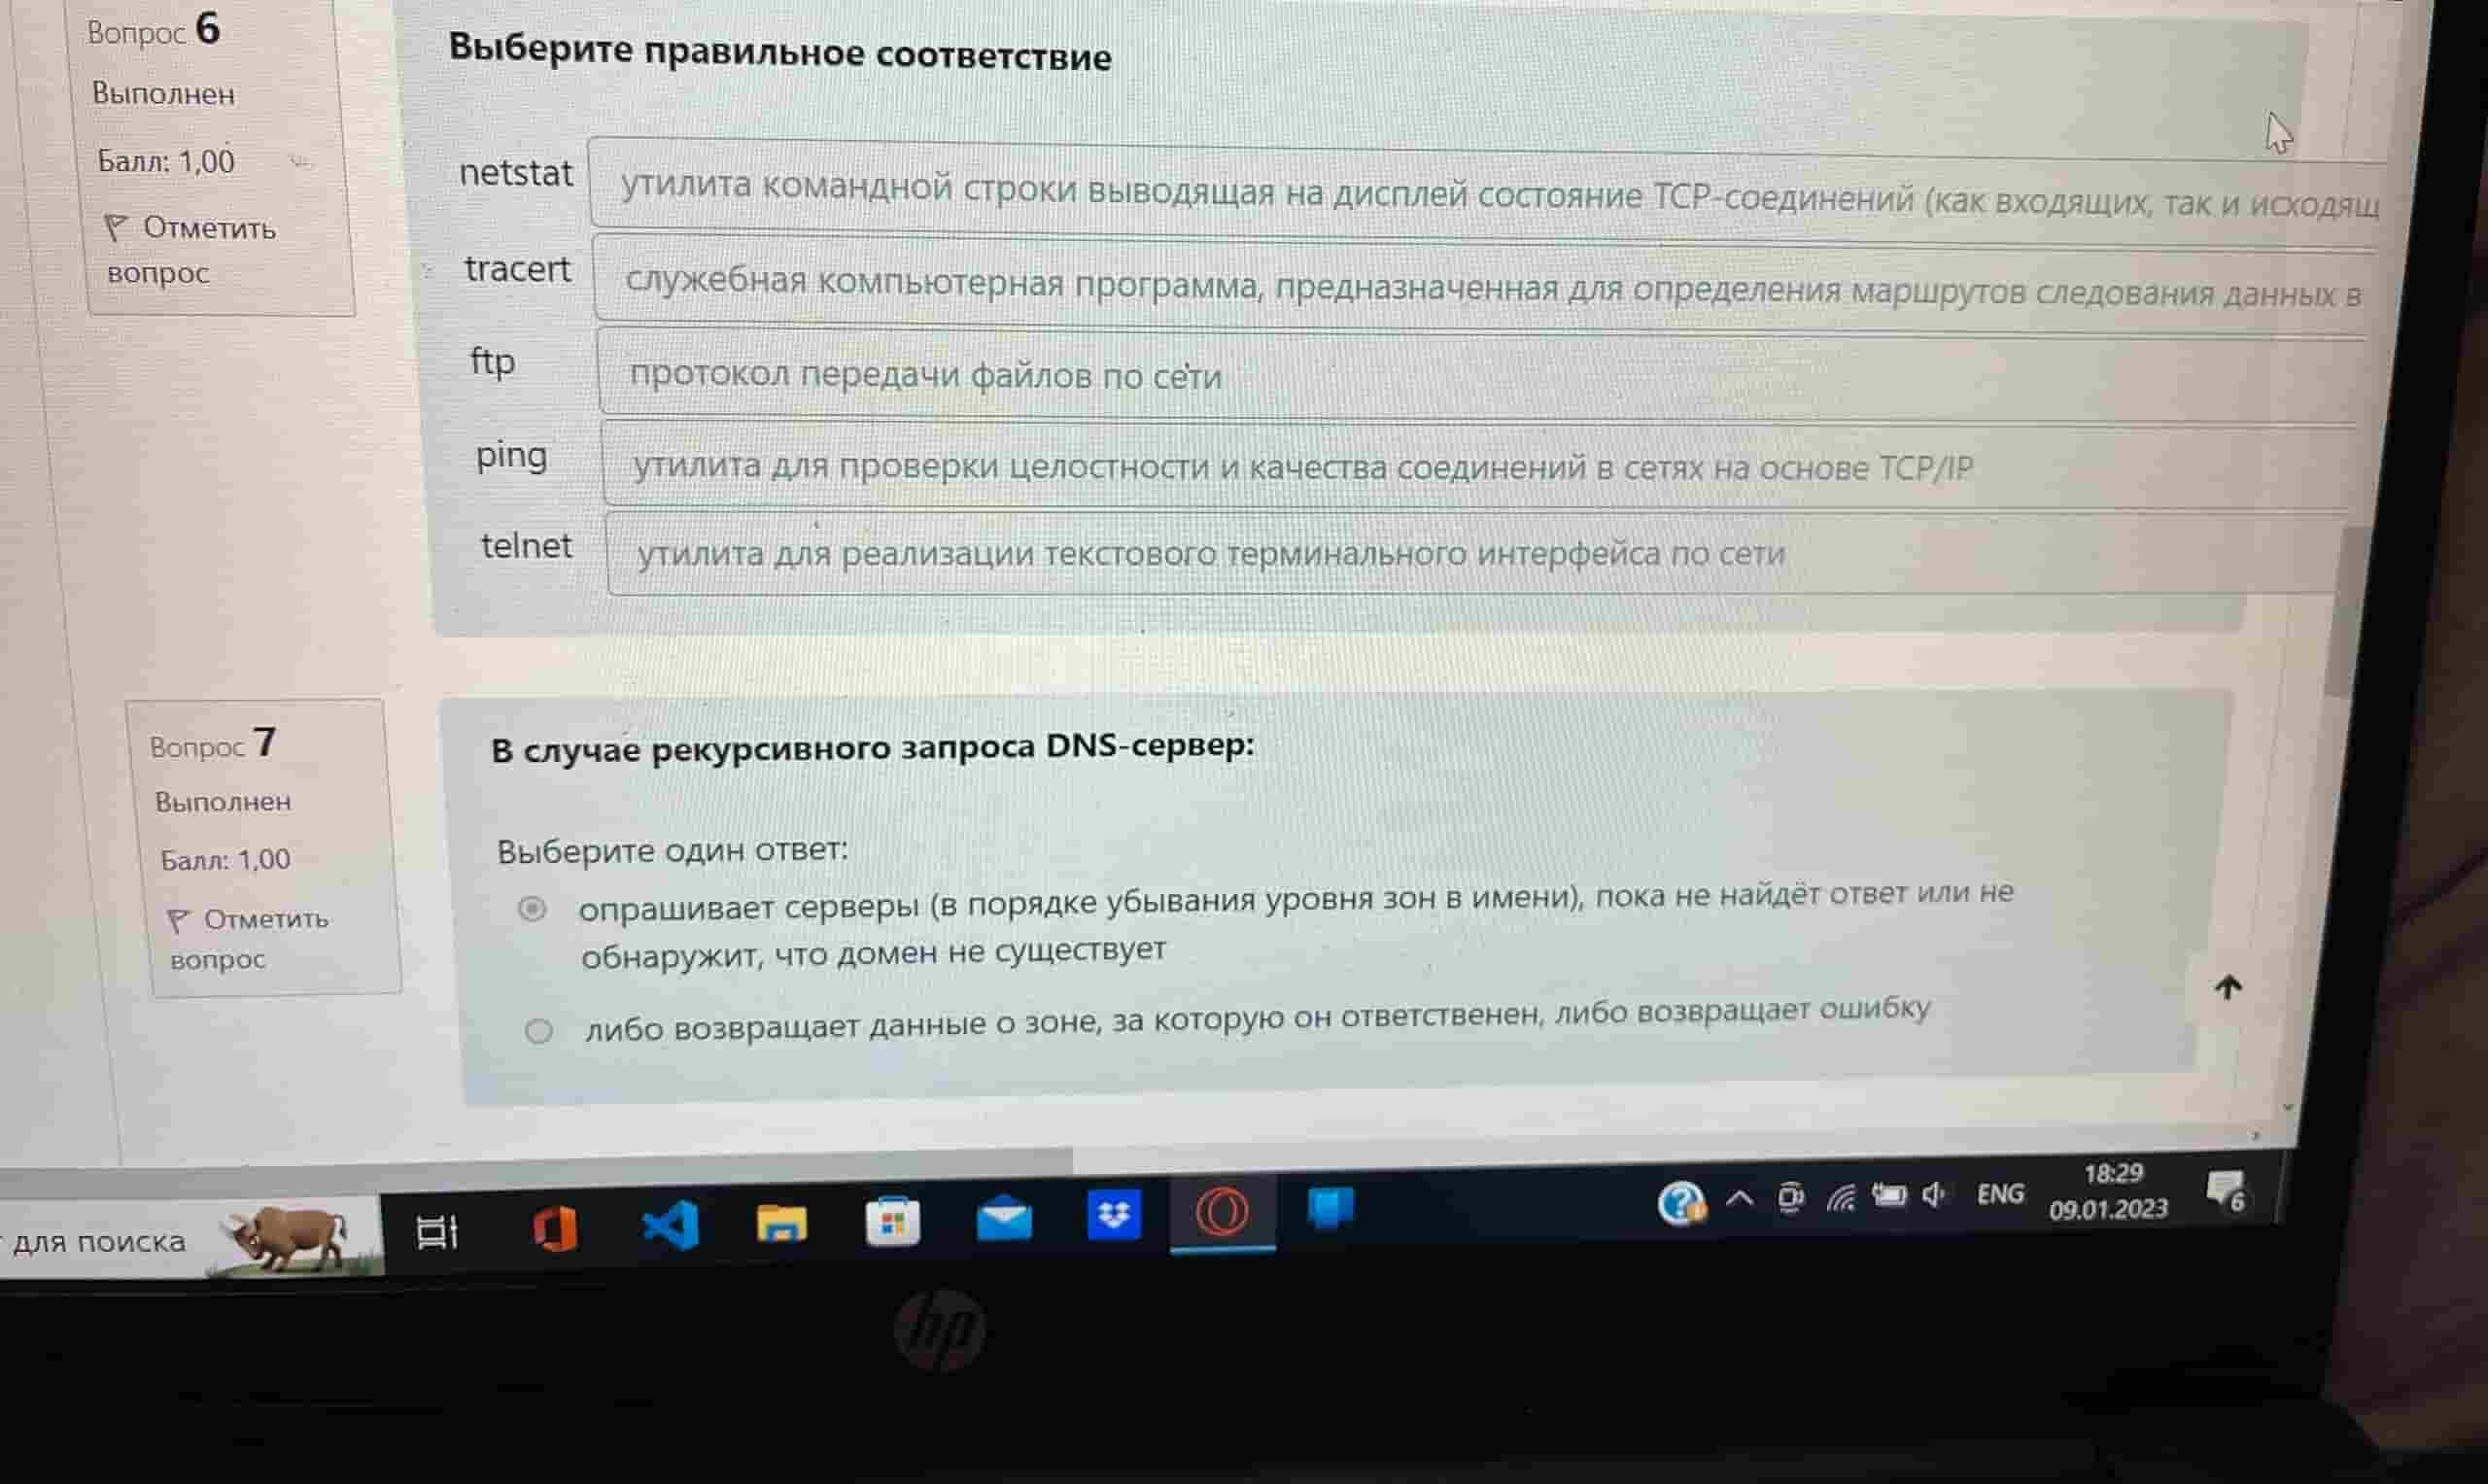 Вопрос 6
Выполнен
Балл: 1,00
Отметить
вопрос
Выберите правильное соответствие
netstat утилита командной строки выводящая на дисплей состояние TCP-соединений (как входящих, так и исходящ
tracert служебная компьютерная программа, предназначенная для определения маршрутов следования данных в
ftp протокол передачи файлов по сети
ping утилита для проверки целостности и качества соединений в сетях на основе TCP/IP
telnet утилита для реализации текстового терминального интерфейса по сети
Вопрос 7
Выполнен
Балл: 1,00
Отметить
вопрос
В случае рекурсивного запроса DNS-сервер:
Выберите один ответ:
опрашивает серверы (в порядке убывания уровня зон в имени), пока не найдёт ответ или не
обнаружит, что домен не существует
либо возвращает данные о зоне, за которую он ответственен, либо возвращает ошибку
для поиска
ENG
18:29
09.01.2023
6
hp